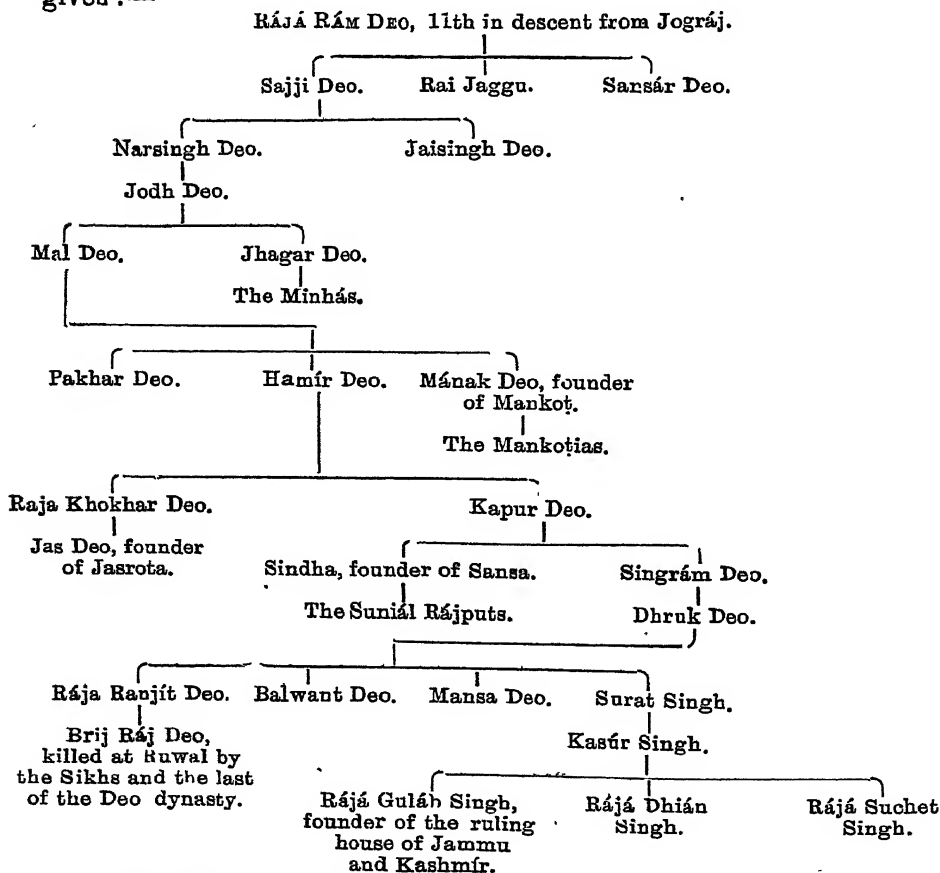 gives :—
RÁJÁ RÁM DEO, 11th in descent from Jográj.
Sajji Deo. Rai Jaggu. Sansár Deo.
Narsingh Deo. Jaisingh Deo.
Jodh Deo.
Mal Deo. Jhagar Deo.
The Minhás.
Pakhar Deo. Hamír Deo. Mának Deo, founder
of Mankoṭ.
The Mankoṭias.
Raja Khokhar Deo. Kapur Deo.
Jas Deo, founder
of Jasrota.
Sindha, founder of Sansa. Singrám Deo.
The Suniál Rájputs. Dhruk Deo.
Rája Ranjít Deo. Balwant Deo. Mansa Deo. Surat Singh.
Brij Ráj Deo,
killed at Ruwal by
the Sikhs and the last
of the Deo dynasty.
Kasúr Singh.
Rájá Guláb Singh,
founder of the ruling
house of Jammu
and Kashmír.
Rájá Dhián
Singh.
Rájá Suchet
Singh.